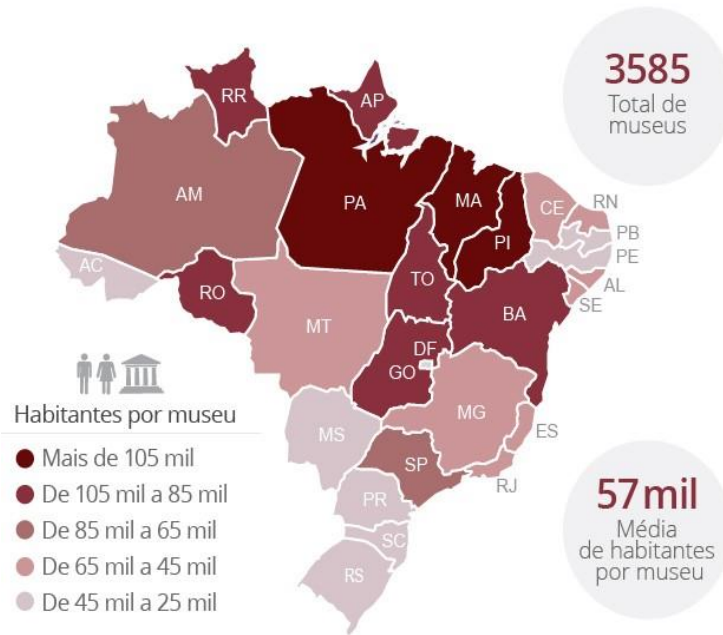 3585
Total de
museus
RR
AP
AM
PA
MA
CE
RN
PI
PB
PE
AC
AL
SE
RO
TO
BA
MT
DF
GO
MG
ES
MS
SP
RJ
PR
SC
RS
Habitantes por museu
Mais de 105 mil
De 105 mil a 85 mil
De 85 mil a 65 mil
De 65 mil a 45 mil
De 45 mil a 25 mil
57 mil
Média
de habitantes
por museu